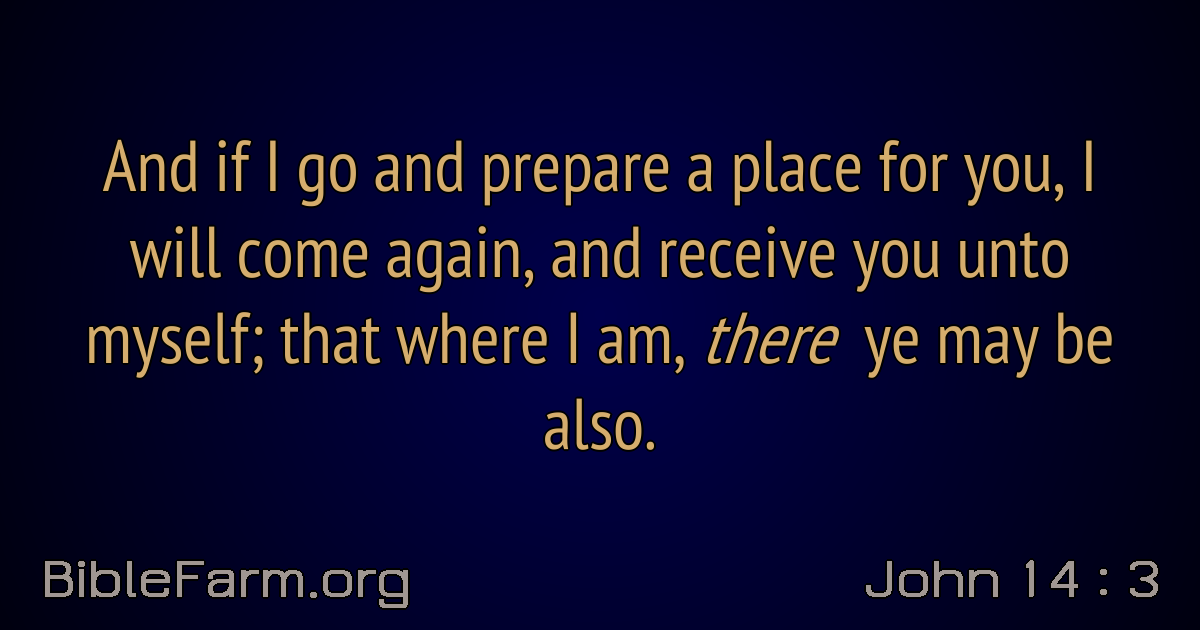 And if I go and prepare a place for you, I
will come again, and receive you unto
myself; that where I am, there ye may be
also.
BibleFarm.org
John 14 : 3